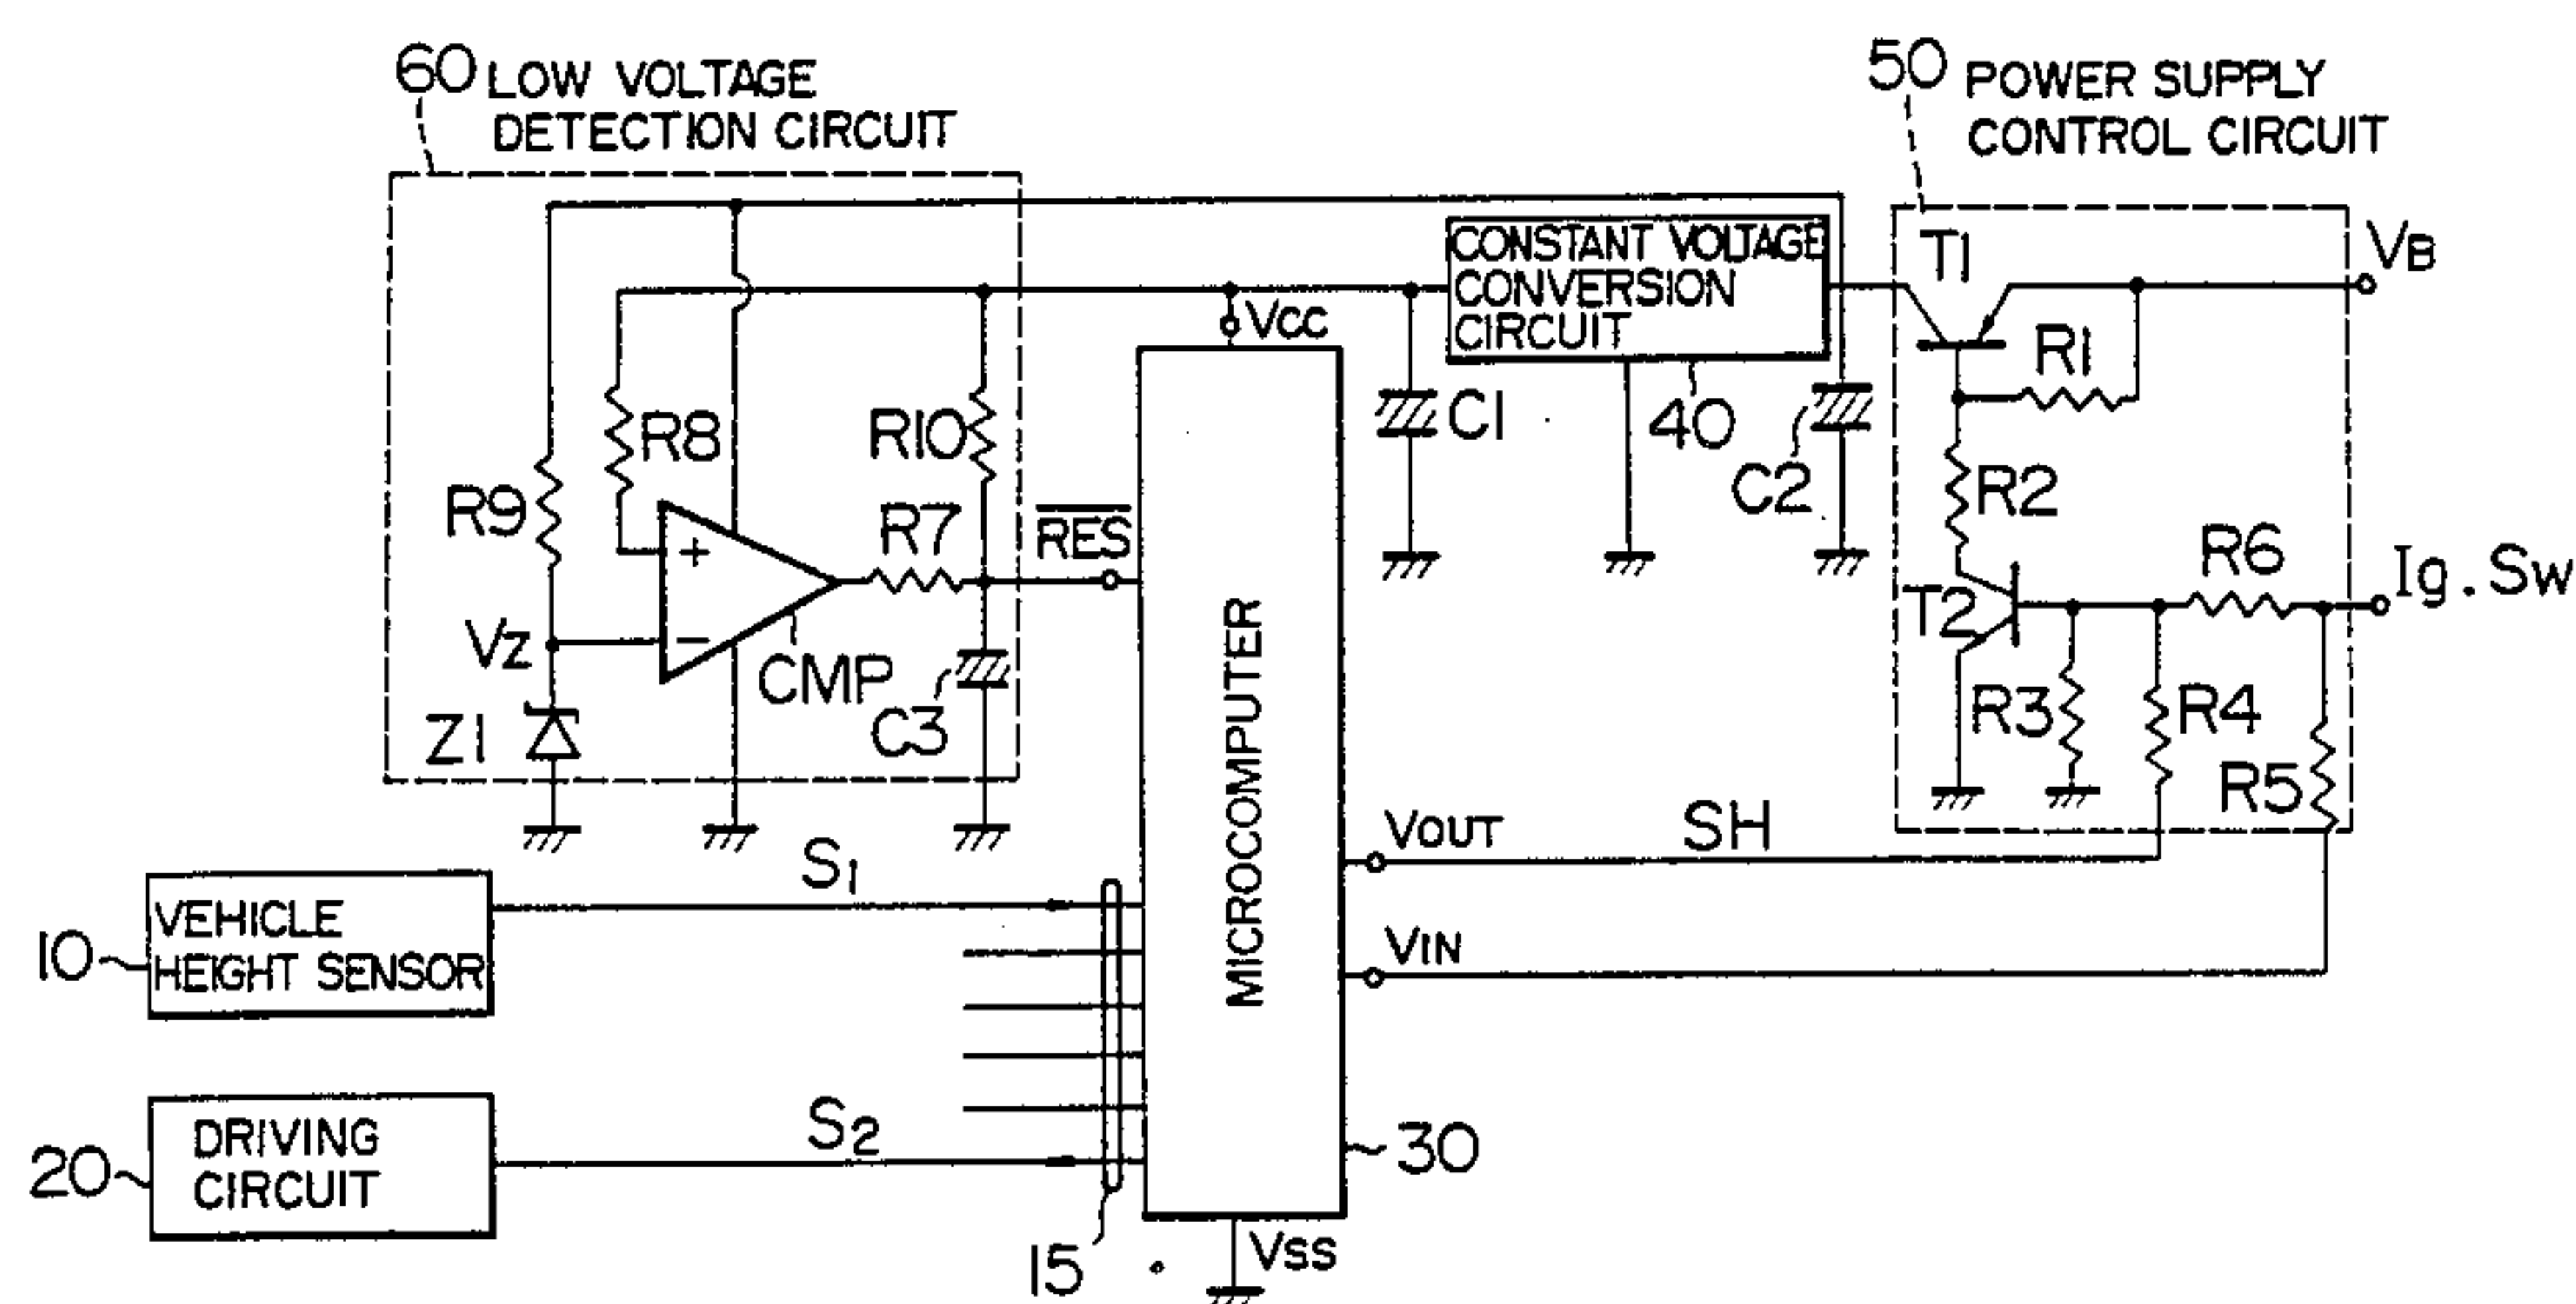 60 LOW VOLTAGE
DETECTION CIRCUIT
50 POWER SUPPLY
CONTROL CIRCUIT
CONSTANT VOLTAGE
CONVERSION
CIRCUIT
T1
VB
VCC
R1
R8
R10
C1
40
C2
R9
R7
RES
R2
R6
Ig. SW
+
VZ
−
CMP
T2
Z1
C3
R3
R4
R5
MICROCOMPUTER
VOUT
SH
S1
VEHICLE
HEIGHT SENSOR
10
VIN
S2
DRIVING
CIRCUIT
20
30
15
VSS